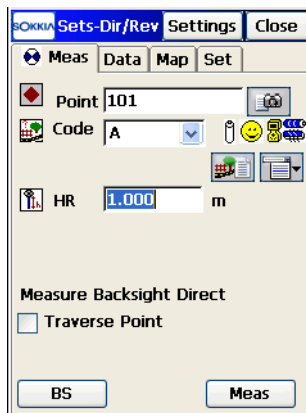 SOKKIA Sets-Dir/Rev Settings Close
Meas Data Map Set
Point 101
Code A
HR 1.000 m
Measure Backsight Direct
Traverse Point
BS Meas